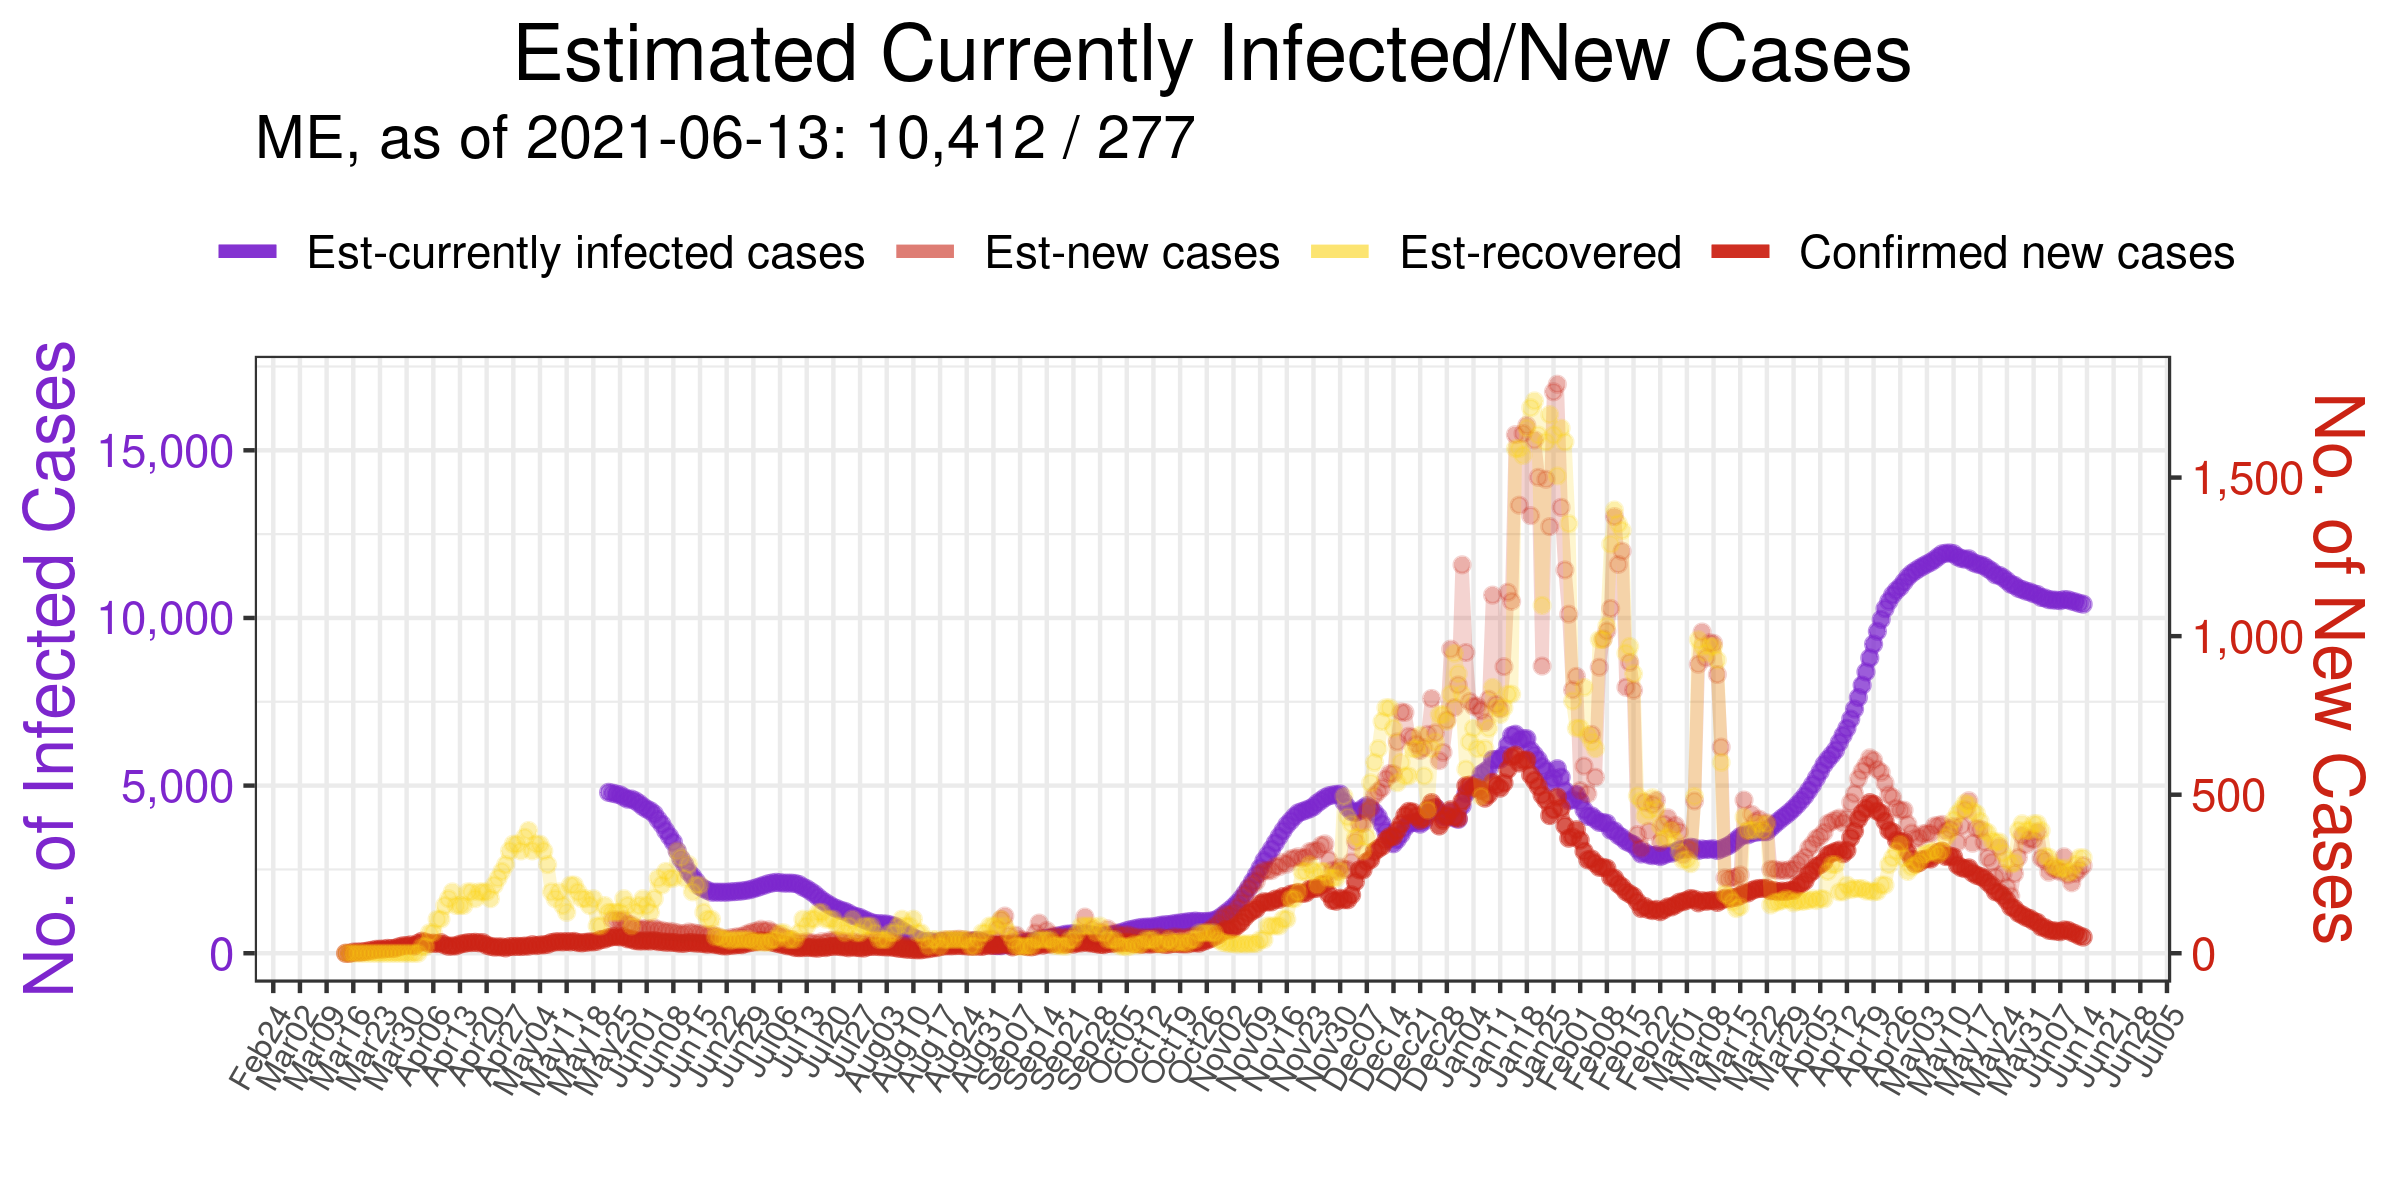 Estimated Currently Infected/New Cases
ME, as of 2021-06-13: 10,412 / 277
Est-currently infected cases Est-new cases Est-recovered Confirmed new cases
No. of Infected Cases
15,000
10,000
5,000
0
1,500
1,000
500
0
No. of New Cases
Feb24 Mar02 Mar09 Mar16 Mar23 Mar30 Apr06 Apr13 Apr20 Apr27 May04 May11 May18 May25 Jun01 Jun08 Jun15 Jun22 Jun29 Jul06 Jul13 Jul20 Jul27 Aug03 Aug10 Aug17 Aug24 Aug31 Sep07 Sep14 Sep21 Sep28 Oct05 Oct12 Oct19 Oct26 Nov02 Nov09 Nov16 Nov23 Nov30 Dec07 Dec14 Dec21 Dec28 Jan04 Jan11 Jan18 Jan25 Feb01 Feb08 Feb15 Feb22 Mar01 Mar08 Mar15 Mar22 Mar29 Apr05 Apr12 Apr19 Apr26 May03 May10 May17 May24 May31 Jun07 Jun14 Jun21 Jun28 Jul05